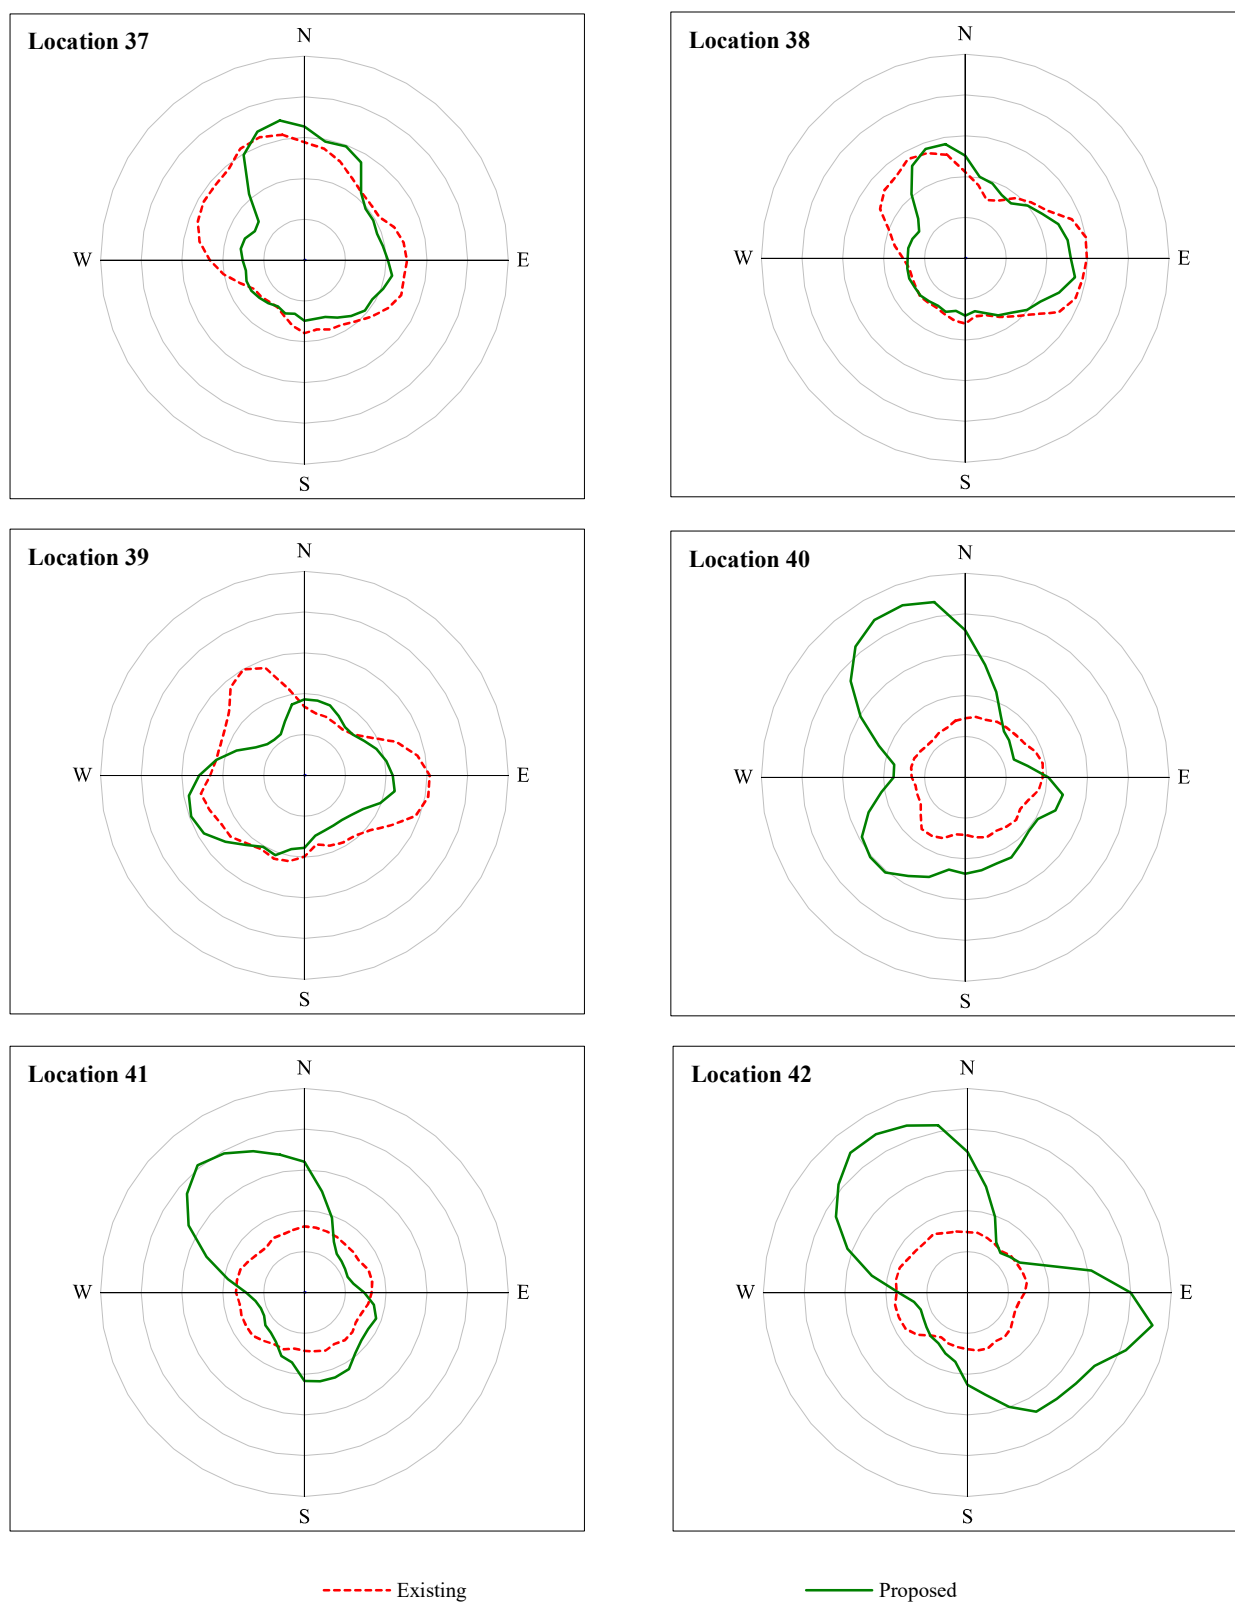 Location 37
N
W
E
S
Location 38
N
W
E
S
Location 39
N
W
E
S
Location 40
N
W
E
S
Location 41
N
W
E
S
Location 42
N
W
E
S
Existing
Proposed